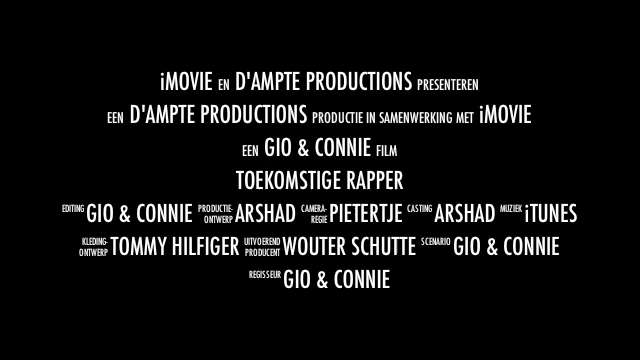 iMOVIE EN D'AMPTE PRODUCTIONS PRESENTEREN
EEN D'AMPTE PRODUCTIONS PRODUCTIE IN SAMENWERKING MET iMOVIE
EEN GIO & CONNIE FILM
TOEKOMSTIGE RAPPER
EDITING GIO & CONNIE PRODUCTIE-ONTWERP ARSHAD CAMERA-REGIE PIETERTJE CASTING ARSHAD MUZIEK iTUNES
KLEDING-ONTWERP TOMMY HILFIGER UITVOEREND PRODUCENT WOUTER SCHUTTE SCENARIO GIO & CONNIE
REGISSEUR GIO & CONNIE